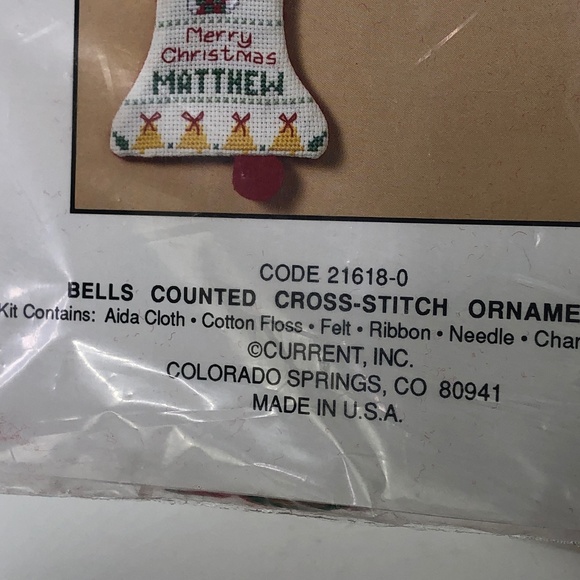 Merry
Christmas
MATTHEW
CODE 21618-0
BELLS COUNTED CROSS-STITCH ORNAME
Kit Contains: Aida Cloth • Cotton Floss • Felt • Ribbon • Needle • Char
©CURRENT, INC.
COLORADO SPRINGS, CO 80941
MADE IN U.S.A.